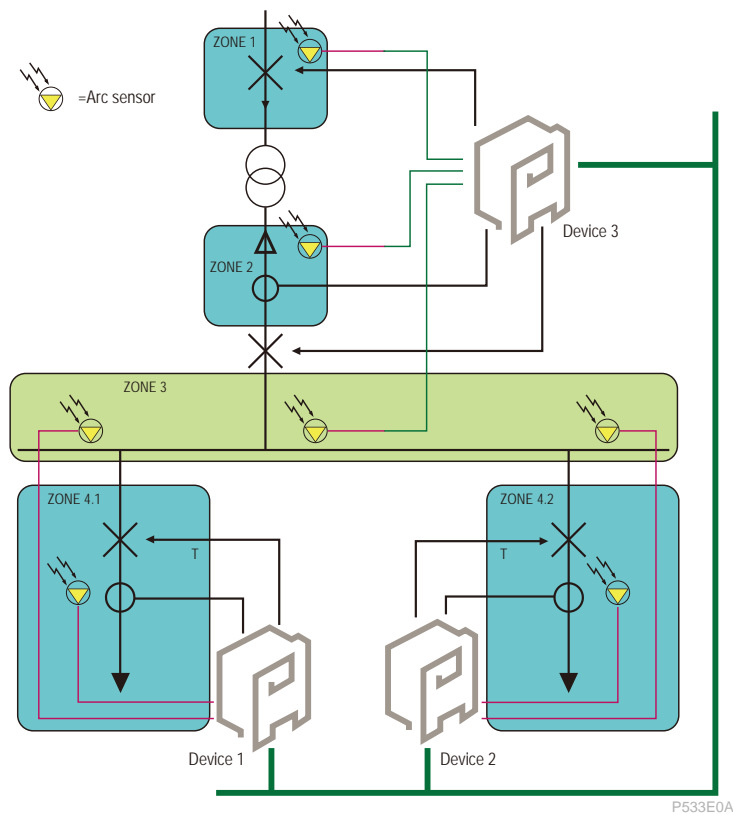 ZONE 1
=Arc sensor
Device 3
ZONE 2
ZONE 3
ZONE 4.1
ZONE 4.2
T
T
Device 1
Device 2
P533E0A